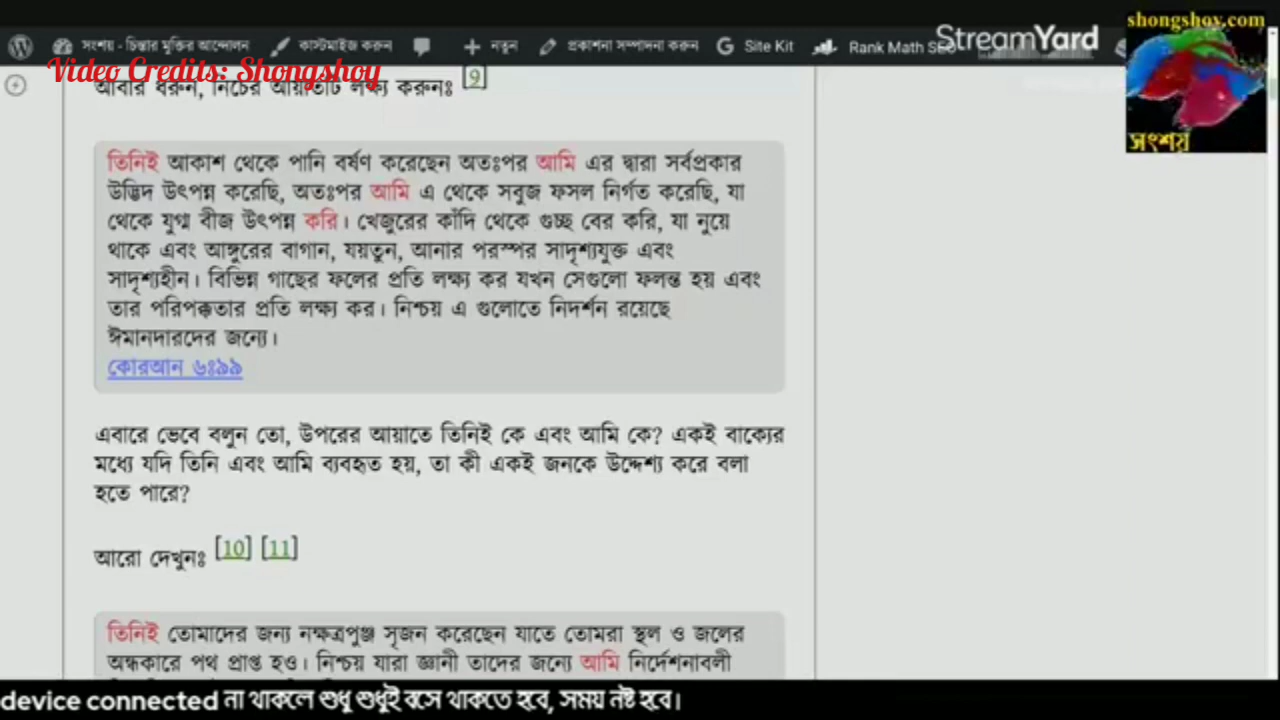 shongshoy.com
StreamYard
সংশয় - চিন্তার মুক্তির আন্দোলন কাস্টমাইজ করুন নতুন প্রকাশনা সম্পাদনা করুন Site Kit Rank Math SEO
Video Credits: Shongshoy
আবার ধরুন, নিচের আয়াতটি লক্ষ্য করুনঃ [9]
সংশয়
তিনিই আকাশ থেকে পানি বর্ষণ করেছেন অতঃপর আমি এর দ্বারা সর্বপ্রকার
উদ্ভিদ উৎপন্ন করেছি, অতঃপর আমি এ থেকে সবুজ ফসল নির্গত করেছি, যা
থেকে যুগ্ম বীজ উৎপন্ন করি। খেজুরের কাঁদি থেকে গুচ্ছ বের করি, যা নুয়ে
থাকে এবং আঙ্গুরের বাগান, যয়তুন, আনার পরস্পর সাদৃশ্যযুক্ত এবং
সাদৃশ্যহীন। বিভিন্ন গাছের ফলের প্রতি লক্ষ্য কর যখন সেগুলো ফলন্ত হয় এবং
তার পরিপক্কতার প্রতি লক্ষ্য কর। নিশ্চয় এ গুলোতে নিদর্শন রয়েছে
ঈমানদারদের জন্যে।
কোরআন ৬ঃ৯৯
এবারে ভেবে বলুন তো, উপরের আয়াতে তিনিই কে এবং আমি কে? একই বাক্যের
মধ্যে যদি তিনি এবং আমি ব্যবহৃত হয়, তা কী একই জনকে উদ্দেশ্য করে বলা
হতে পারে?
আরো দেখুনঃ [10] [11]
তিনিই তোমাদের জন্য নক্ষত্রপুঞ্জ সৃজন করেছেন যাতে তোমরা স্থল ও জলের
অন্ধকারে পথ প্রাপ্ত হও। নিশ্চয় যারা জ্ঞানী তাদের জন্যে আমি নির্দেশনাবলী
device connected না থাকলে শুধু শুধুই বসে থাকতে হবে, সময় নষ্ট হবে।